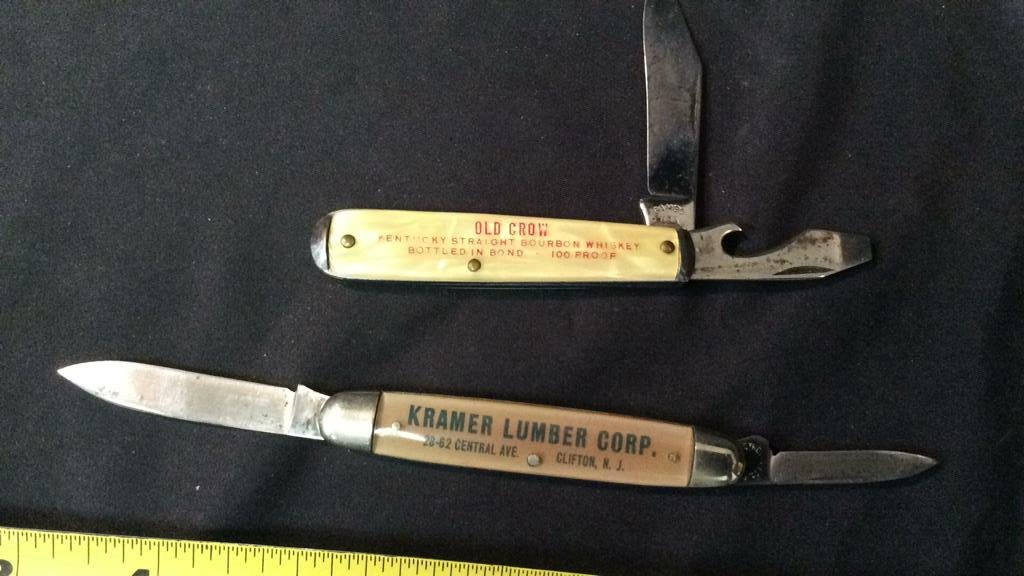 OLD CROW
KENTUCKY STRAIGHT BOURBON WHISKEY
BOTTLED IN BOND - 100 PROOF
KRAMER LUMBER CORP.
28-62 CENTRAL AVE. CLIFTON, N. J.